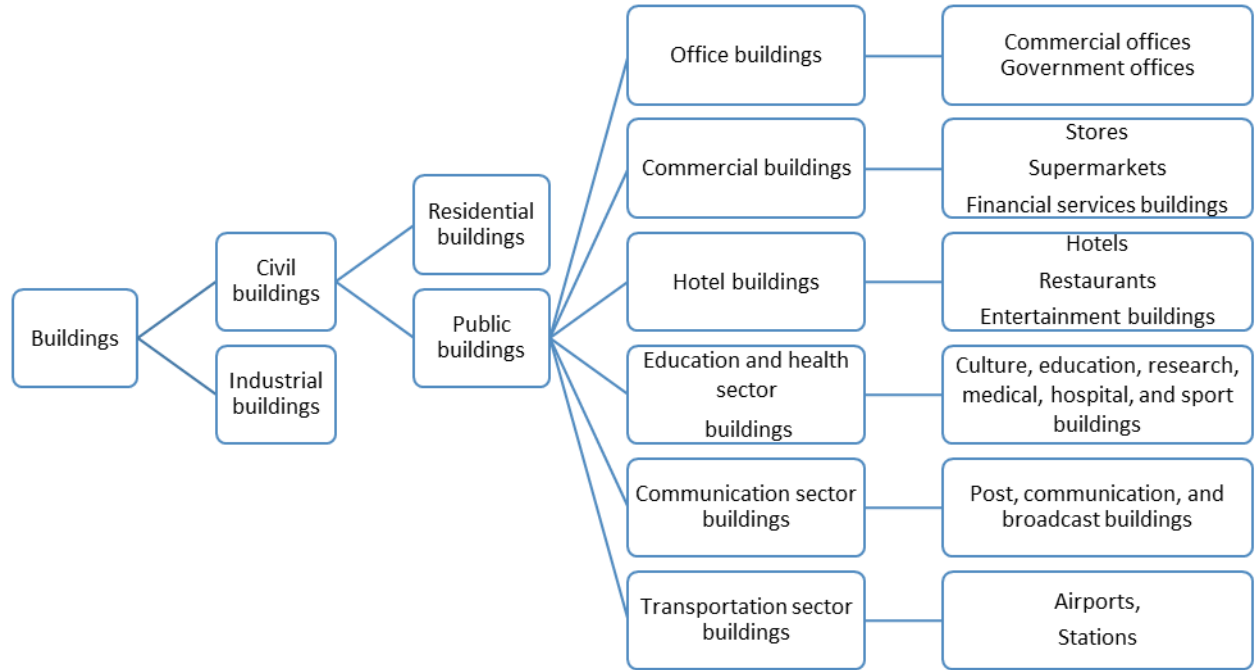 Buildings
Civil
buildings
Industrial
buildings
Residential
buildings
Public
buildings
Office buildings
Commercial buildings
Hotel buildings
Education and health
sector
buildings
Communication sector
buildings
Transportation sector
buildings
Commercial offices
Government offices
Stores
Supermarkets
Financial services buildings
Hotels
Restaurants
Entertainment buildings
Culture, education, research,
medical, hospital, and sport
buildings
Post, communication, and
broadcast buildings
Airports,
Stations